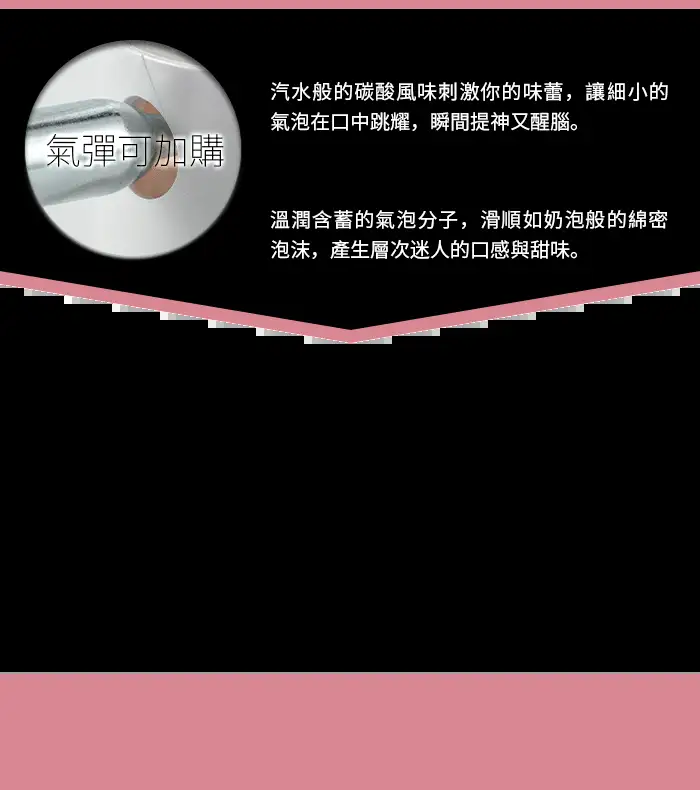 氣彈可加購
汽水般的碳酸風味刺激你的味蕾，讓細小的
氣泡在口中跳耀，瞬間提神又醒腦。
溫潤含蓄的氣泡分子，滑順如奶泡般的綿密
泡沫，產生層次迷人的口感與甜味。